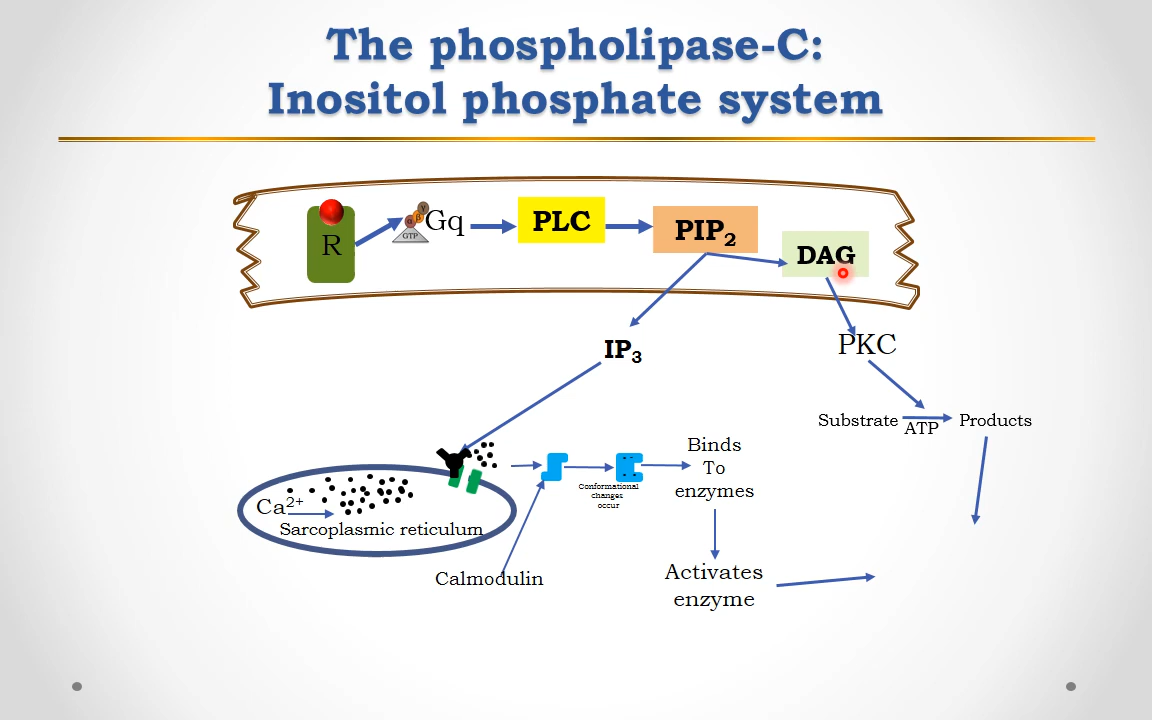 The phospholipase-C:
Inositol phosphate system
R
α β γ
GTP
Gq
PLC
PIP2
DAG
IP3
PKC
Substrate
ATP
Products
Ca2+
Sarcoplasmic reticulum
Calmodulin
Conformational
changes
occur
Binds
To
enzymes
Activates
enzyme